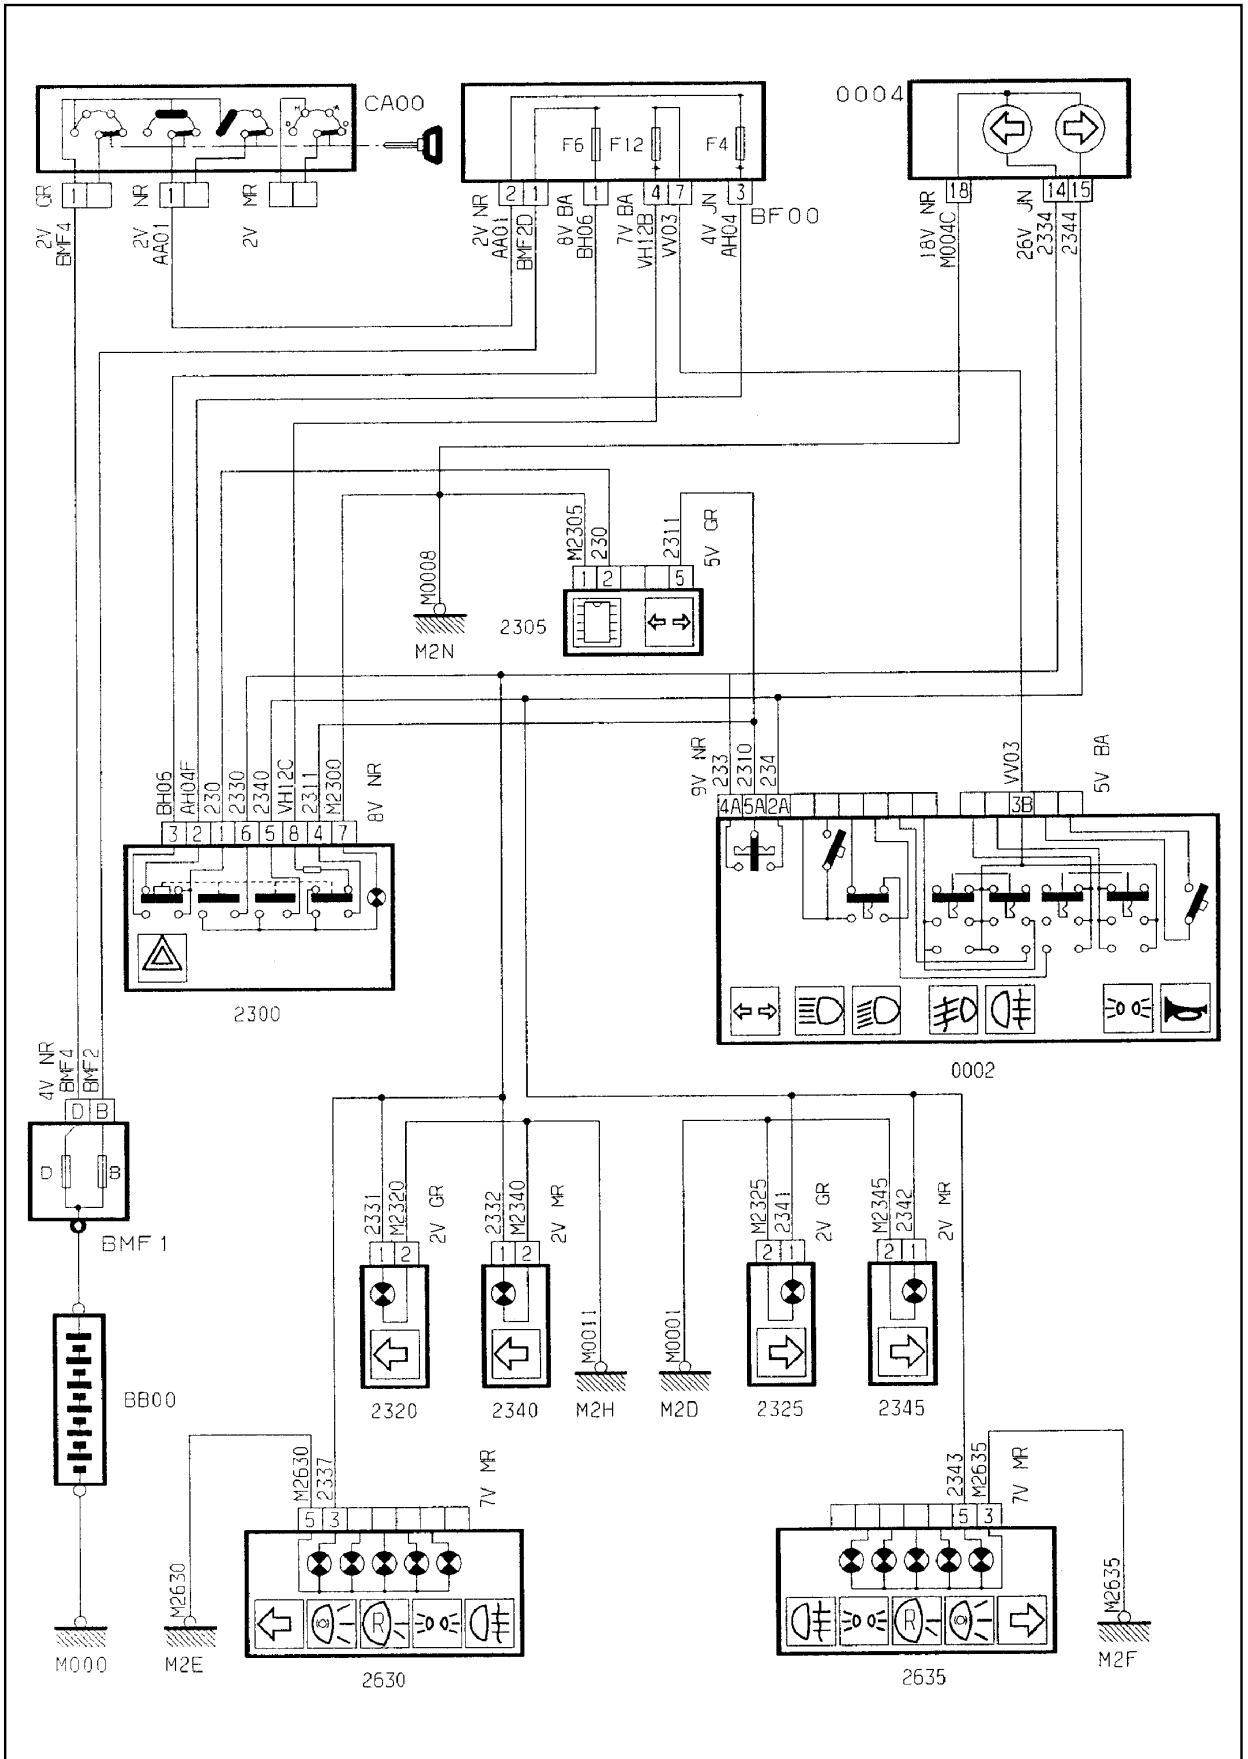 CA00
0004
F6 F12 F4
1 1
2 1 1 4 7 3
18 14 15
BF00
2V GR
BMF4
2V NR
AA01
2V MR
2V NR
AA01
BMF2D
8V BA
BH06
7V BA
VH12B
VV03
4V JN
AH04
18V NR
M004C
26V JN
2334
2344
M2305
230
2311
5V GR
1 2 5
2305
M0008
M2N
BH06
AH04F
230
2330
2340
VH12C
2311
M2300
8V NR
3 2 1 6 5 8 4 7
2300
9V NR
233
2310
234
VV03
5V BA
4A 5A 2A 3B
0002
4V NR
BMF4
BMF2
D B
D B
BMF1
BB00
M000
2331
M2320
2V GR
1 2
2320
2332
M2340
2V MR
1 2
2340
M0011
M2H
M0001
M2D
M2325
2341
2V GR
2 1
2325
M2345
2342
2V MR
2 1
2345
M2630
M2E
M2630
2337
7V MR
5 3
R
2630
2343
M2635
7V MR
5 3
R
2635
M2635
M2F